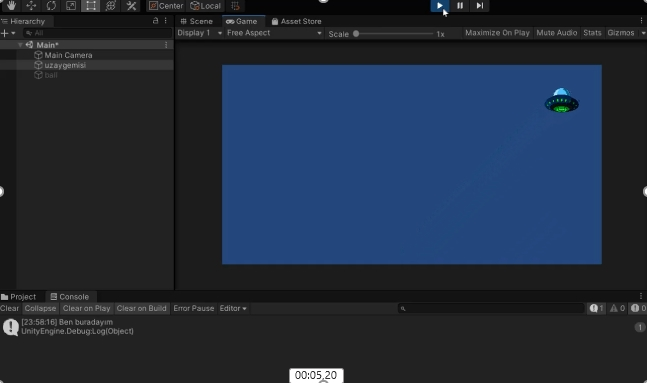 Center Local
Hierarchy
Scene Game Asset Store
+ All
Display 1 Free Aspect Scale 1x Maximize On Play Mute Audio Stats Gizmos
Main*
Main Camera
uzaygemisi
ball
Project Console
Clear Collapse Clear on Play Clear on Build Error Pause Editor 1 0 0
[23:58:16] Ben buradayım
UnityEngine.Debug:Log(Object)
1
00:05,20